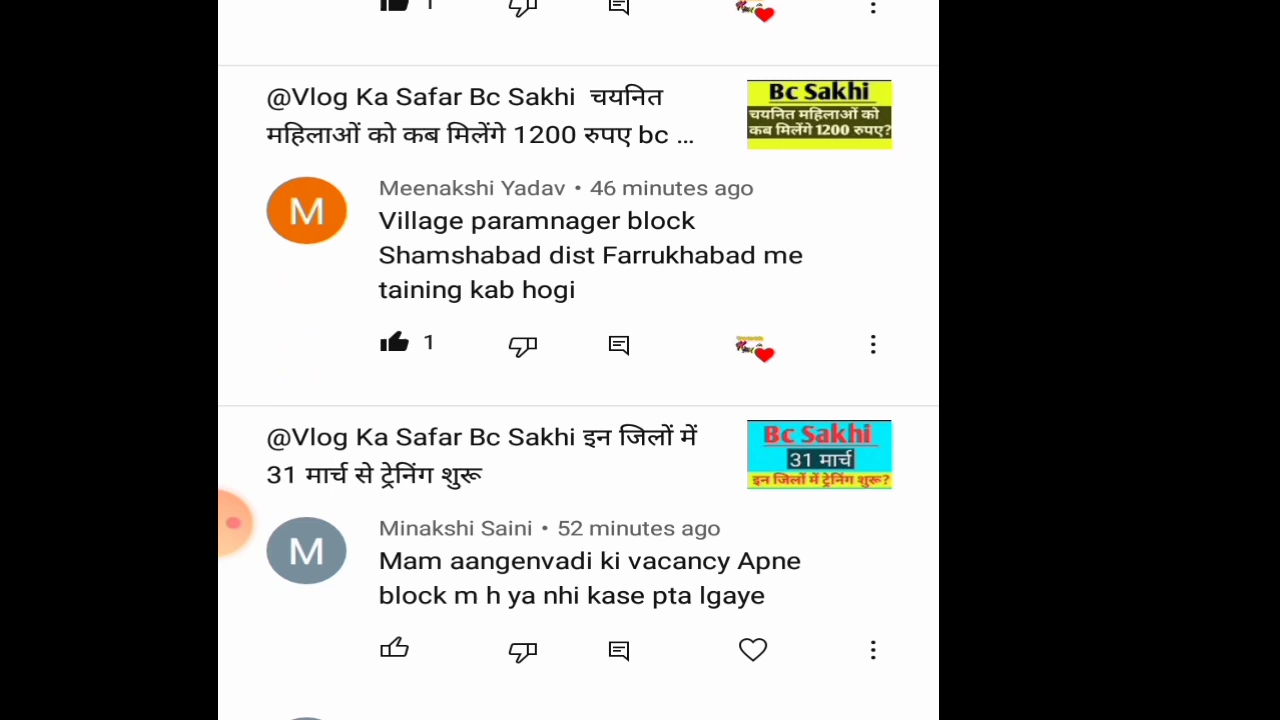 1
@Vlog Ka Safar Bc Sakhi चयनित
महिलाओं को कब मिलेंगे 1200 रुपए bc ...
Bc Sakhi
चयनित महिलाओं को
कब मिलेंगे 1200 रुपए?
Meenakshi Yadav • 46 minutes ago
M
Village paramnager block
Shamshabad dist Farrukhabad me
taining kab hogi
1
@Vlog Ka Safar Bc Sakhi इन जिलों में
31 मार्च से ट्रेनिंग शुरू
Bc Sakhi
31 मार्च
इन जिलों में ट्रेनिंग शुरू?
Minakshi Saini • 52 minutes ago
M
Mam aangenvadi ki vacancy Apne
block m h ya nhi kase pta lgaye